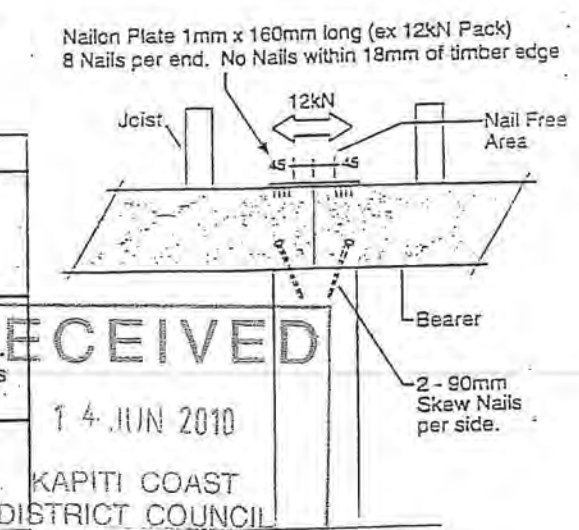 Nailon Plate 1mm x 160mm long (ex 12kN Pack)
8 Nails per end. No Nails within 18mm of timber edge
12kN
Joist
Nail Free
Area
45
45
Bearer
2 - 90mm
Skew Nails
per side.
ECEIVED
14 JUN 2010
KAPITI COAST
DISTRICT COUNCIL